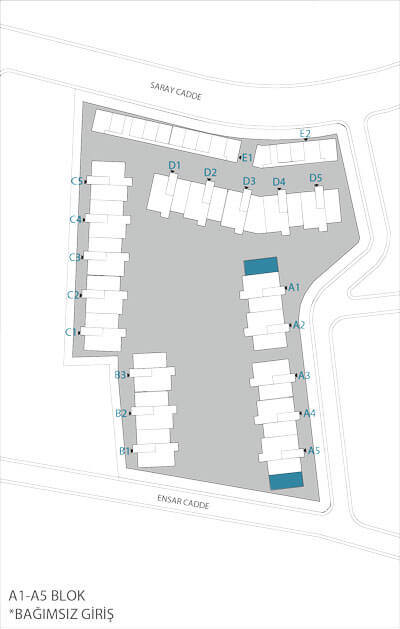 SARAY CADDE
E2
E1
D1
D2
D3
D4
D5
C5
C4
C3
C2
C1
A1
A2
A3
A4
A5
B3
B2
B1
ENSAR CADDE
A1-A5 BLOK
*BAĞIMSIZ GİRİŞ